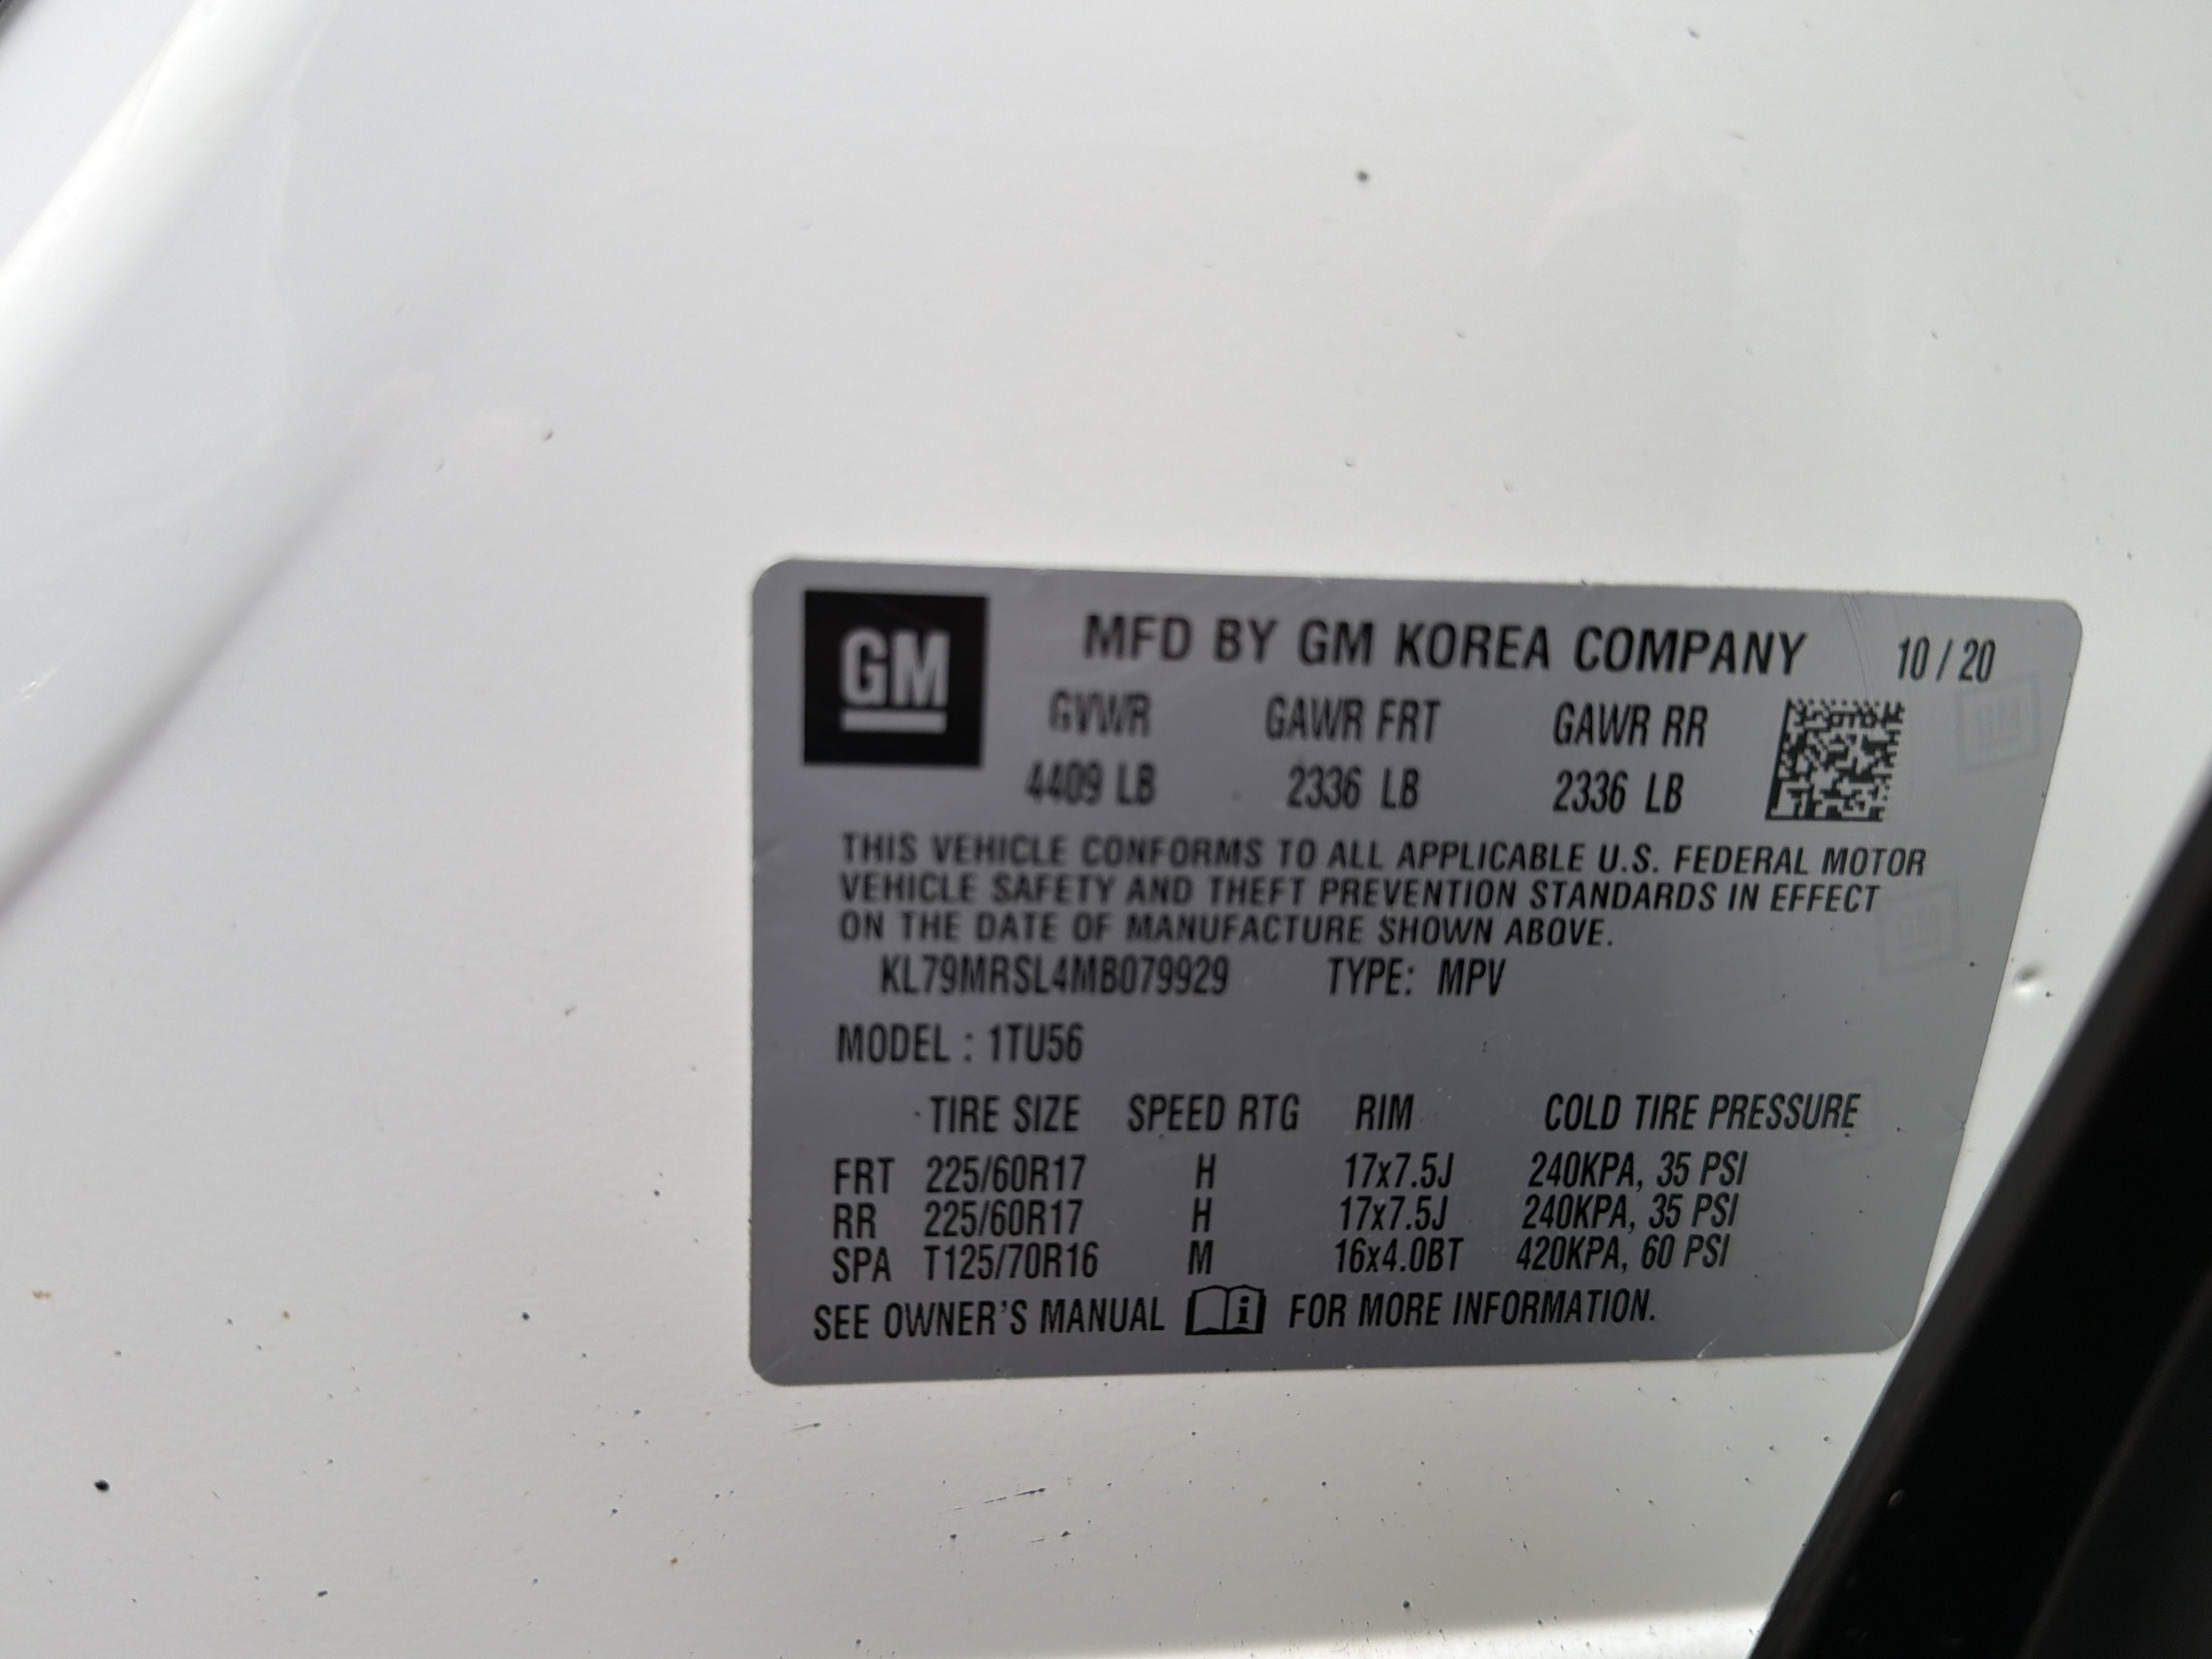 GM MFD BY GM KOREA COMPANY 10 / 20
GVWR GAWR FRT GAWR RR
4409 LB 2336 LB 2336 LB
THIS VEHICLE CONFORMS TO ALL APPLICABLE U.S. FEDERAL MOTOR
VEHICLE SAFETY AND THEFT PREVENTION STANDARDS IN EFFECT
ON THE DATE OF MANUFACTURE SHOWN ABOVE.
KL79MRSL4MB079929 TYPE: MPV
MODEL : 1TU56
TIRE SIZE SPEED RTG RIM COLD TIRE PRESSURE
FRT 225/60R17 H 17x7.5J 240KPA, 35 PSI
RR 225/60R17 H 17x7.5J 240KPA, 35 PSI
SPA T125/70R16 M 16x4.0BT 420KPA, 60 PSI
SEE OWNER'S MANUAL FOR MORE INFORMATION.